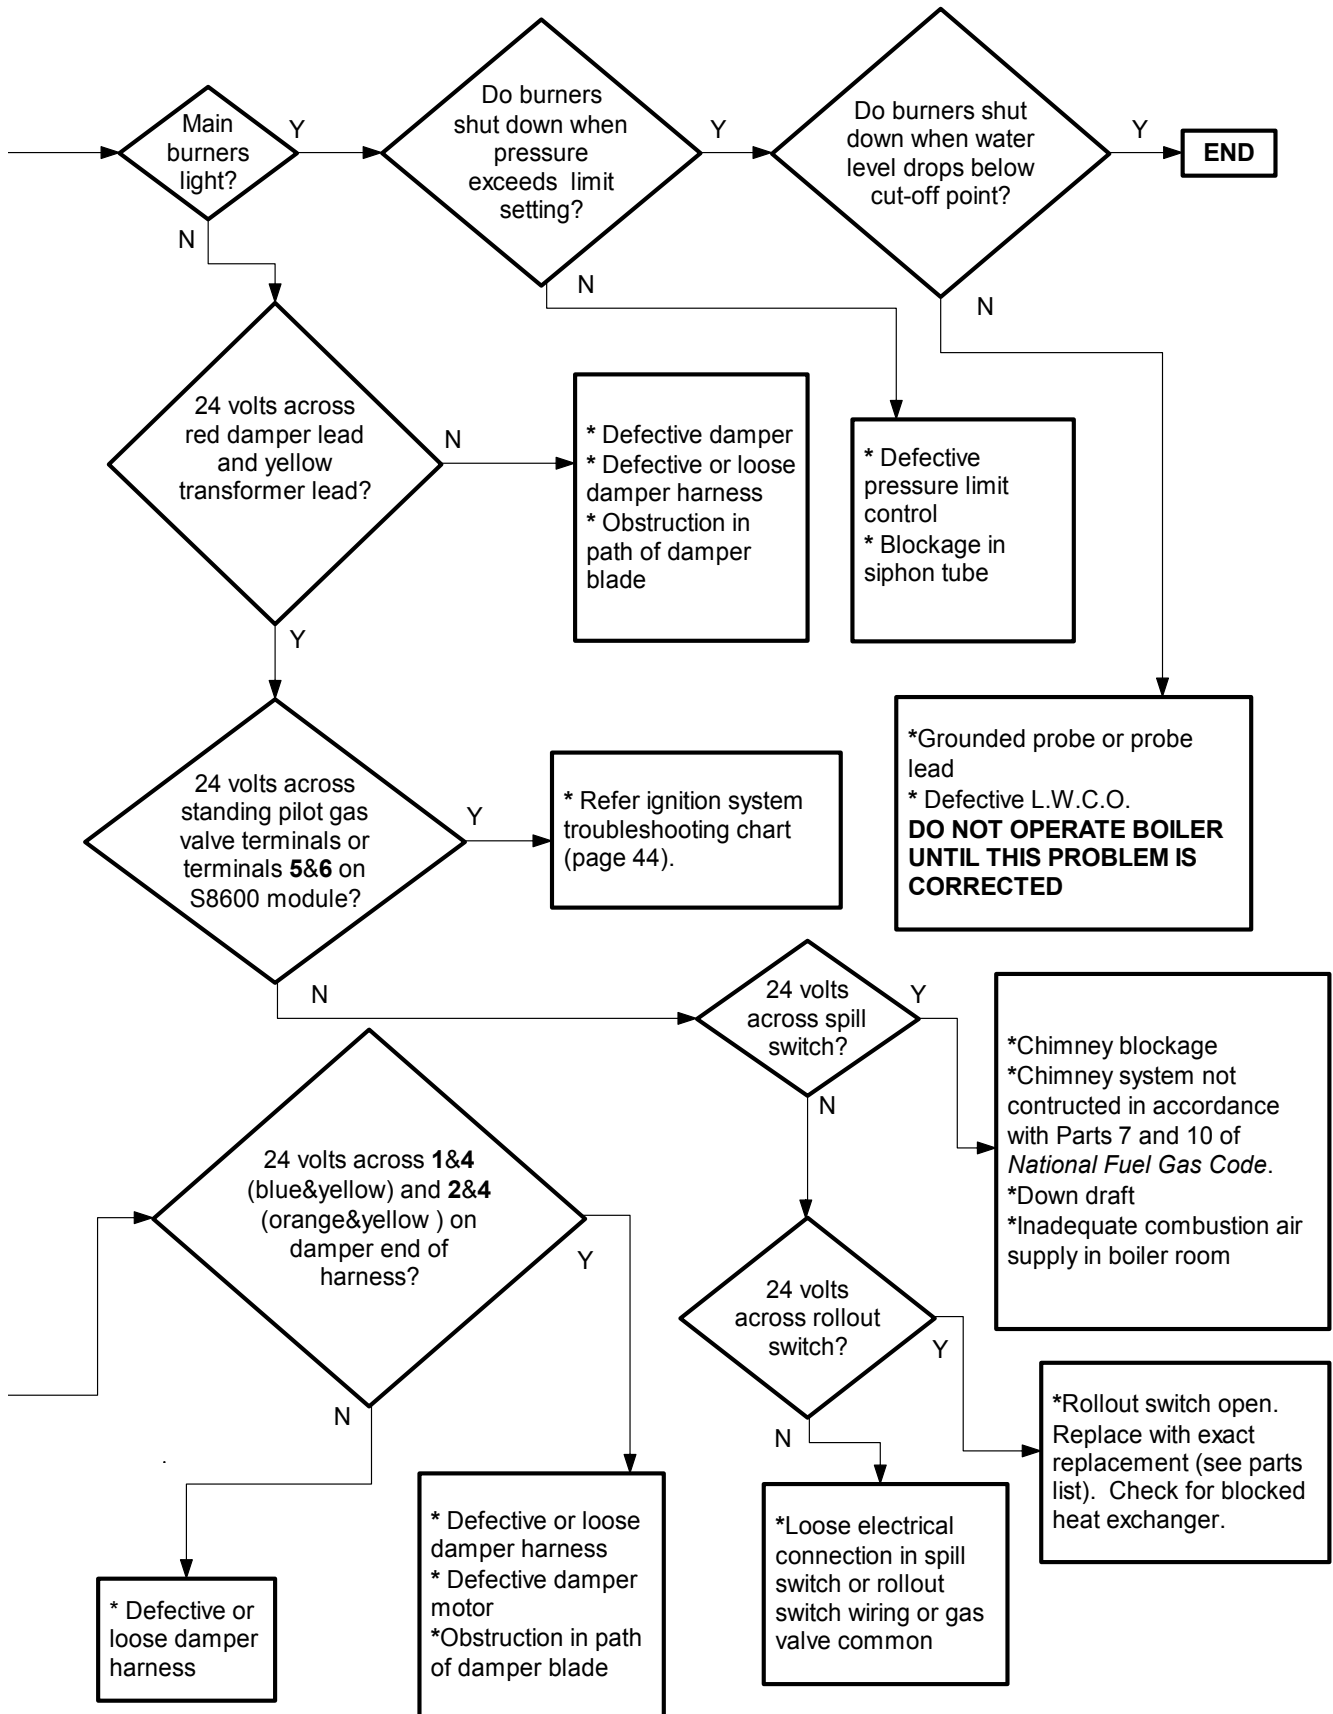 Main
burners
light?
Y
N
Do burners
shut down when
pressure
exceeds limit
setting?
Y
N
Do burners shut
down when water
level drops below
cut-off point?
Y
N
END
24 volts across
red damper lead
and yellow
transformer lead?
N
Y
* Defective damper
* Defective or loose
damper harness
* Obstruction in
path of damper
blade
* Defective
pressure limit
control
* Blockage in
siphon tube
*Grounded probe or probe
lead
* Defective L.W.C.O.
DO NOT OPERATE BOILER
UNTIL THIS PROBLEM IS
CORRECTED
24 volts across
standing pilot gas
valve terminals or
terminals 5&6 on
S8600 module?
Y
N
* Refer ignition system
troubleshooting chart
(page 44).
24 volts
across spill
switch?
Y
N
*Chimney blockage
*Chimney system not
contructed in accordance
with Parts 7 and 10 of
National Fuel Gas Code.
*Down draft
*Inadequate combustion air
supply in boiler room
24 volts across 1&4
(blue&yellow) and 2&4
(orange&yellow ) on
damper end of
harness?
Y
N
24 volts
across rollout
switch?
Y
N
*Rollout switch open.
Replace with exact
replacement (see parts
list). Check for blocked
heat exchanger.
* Defective or
loose damper
harness
* Defective or loose
damper harness
* Defective damper
motor
*Obstruction in path
of damper blade
*Loose electrical
connection in spill
switch or rollout
switch wiring or gas
valve common